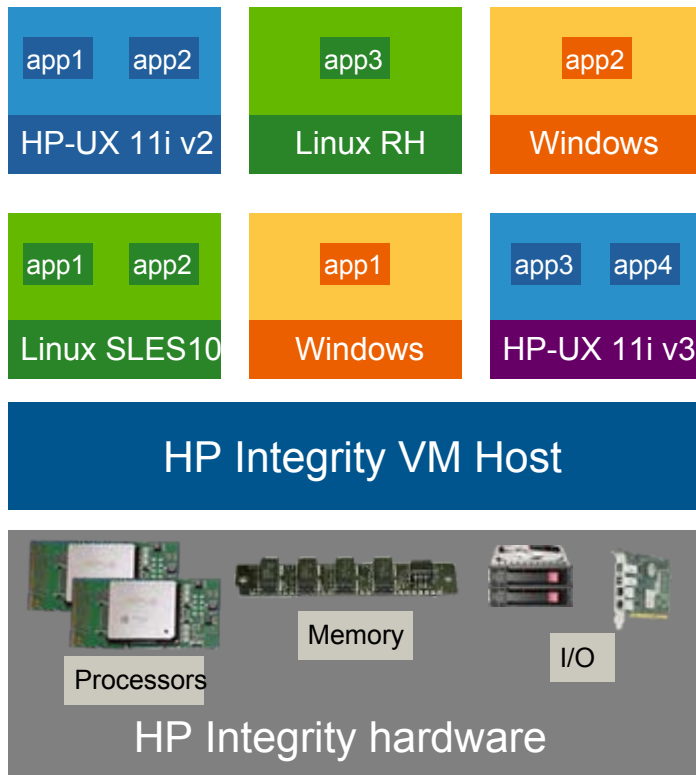 app1 app2
HP-UX 11i v2
app3
Linux RH
app2
Windows
app1 app2
Linux SLES10
app1
Windows
app3 app4
HP-UX 11i v3
HP Integrity VM Host
Processors
Memory
I/O
HP Integrity hardware